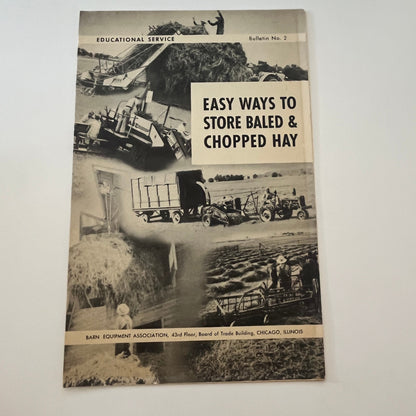 EDUCATIONAL SERVICE Bulletin No. 2
EASY WAYS TO
STORE BALED &
CHOPPED HAY
BARN EQUIPMENT ASSOCIATION, 43rd Floor, Board of Trade Building, CHICAGO, ILLINOIS